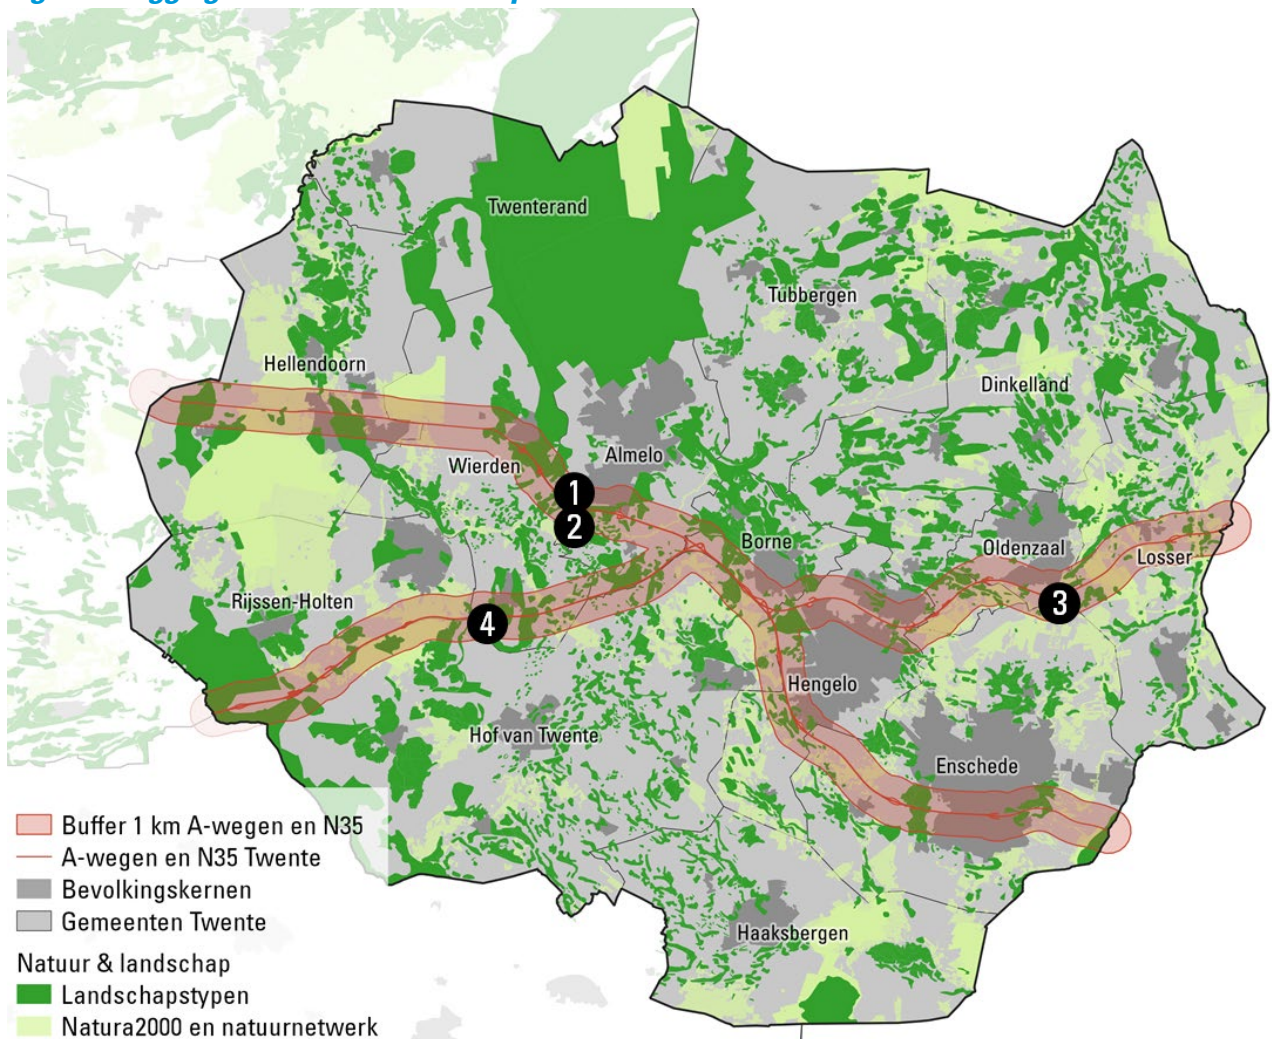 Twenterand
Tubbergen
Hellendoorn
Dinkelland
Almelo
Wierden
1
2
Borne
Oldenzaal
Losser
Rijssen-Holten
3
4
Hengelo
Hof van Twente
Enschede
Haaksbergen
Buffer 1 km A-wegen en N35
A-wegen en N35 Twente
Bevolkingskernen
Gemeenten Twente
Natuur & landschap
Landschapstypen
Natura2000 en natuurnetwerk